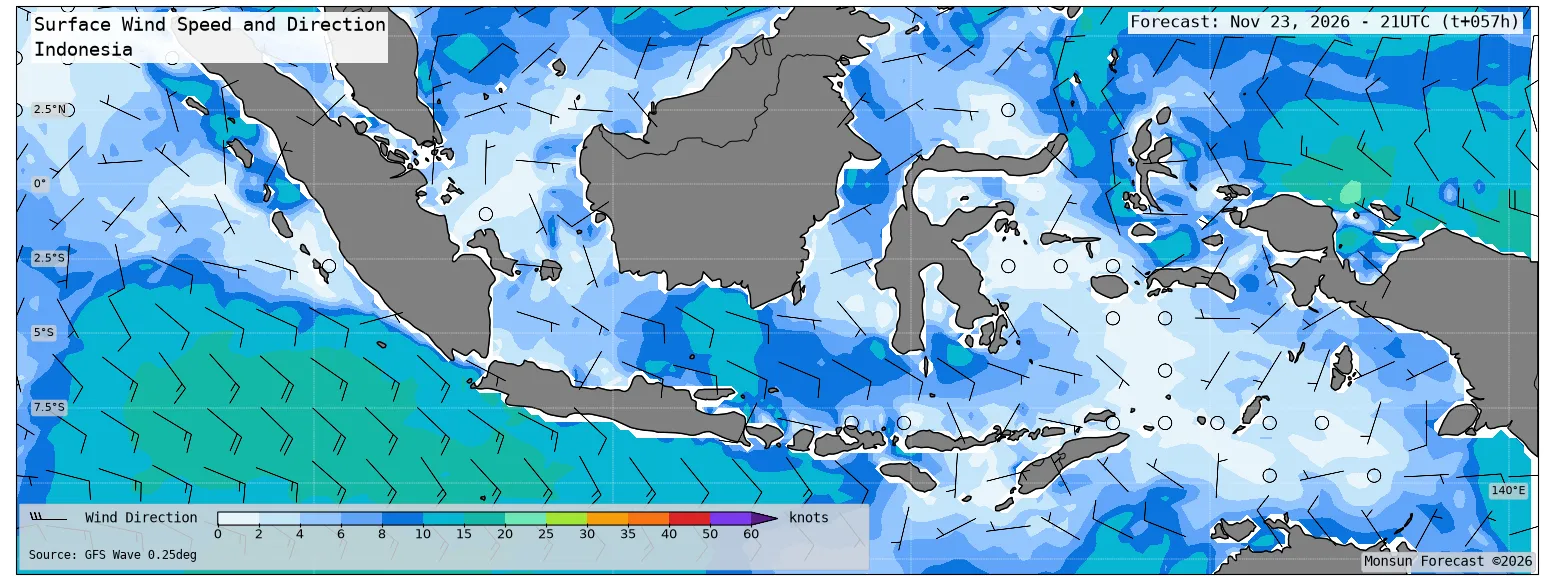 Surface Wind Speed and Direction
Indonesia
Forecast: Nov 23, 2026 - 21UTC (t+057h)
2.5°N
0°
2.5°S
5°S
7.5°S
140°E
Wind Direction
0 2 4 6 8 10 15 20 25 30 35 40 50 60
knots
Source: GFS Wave 0.25deg
Monsun Forecast ©2026